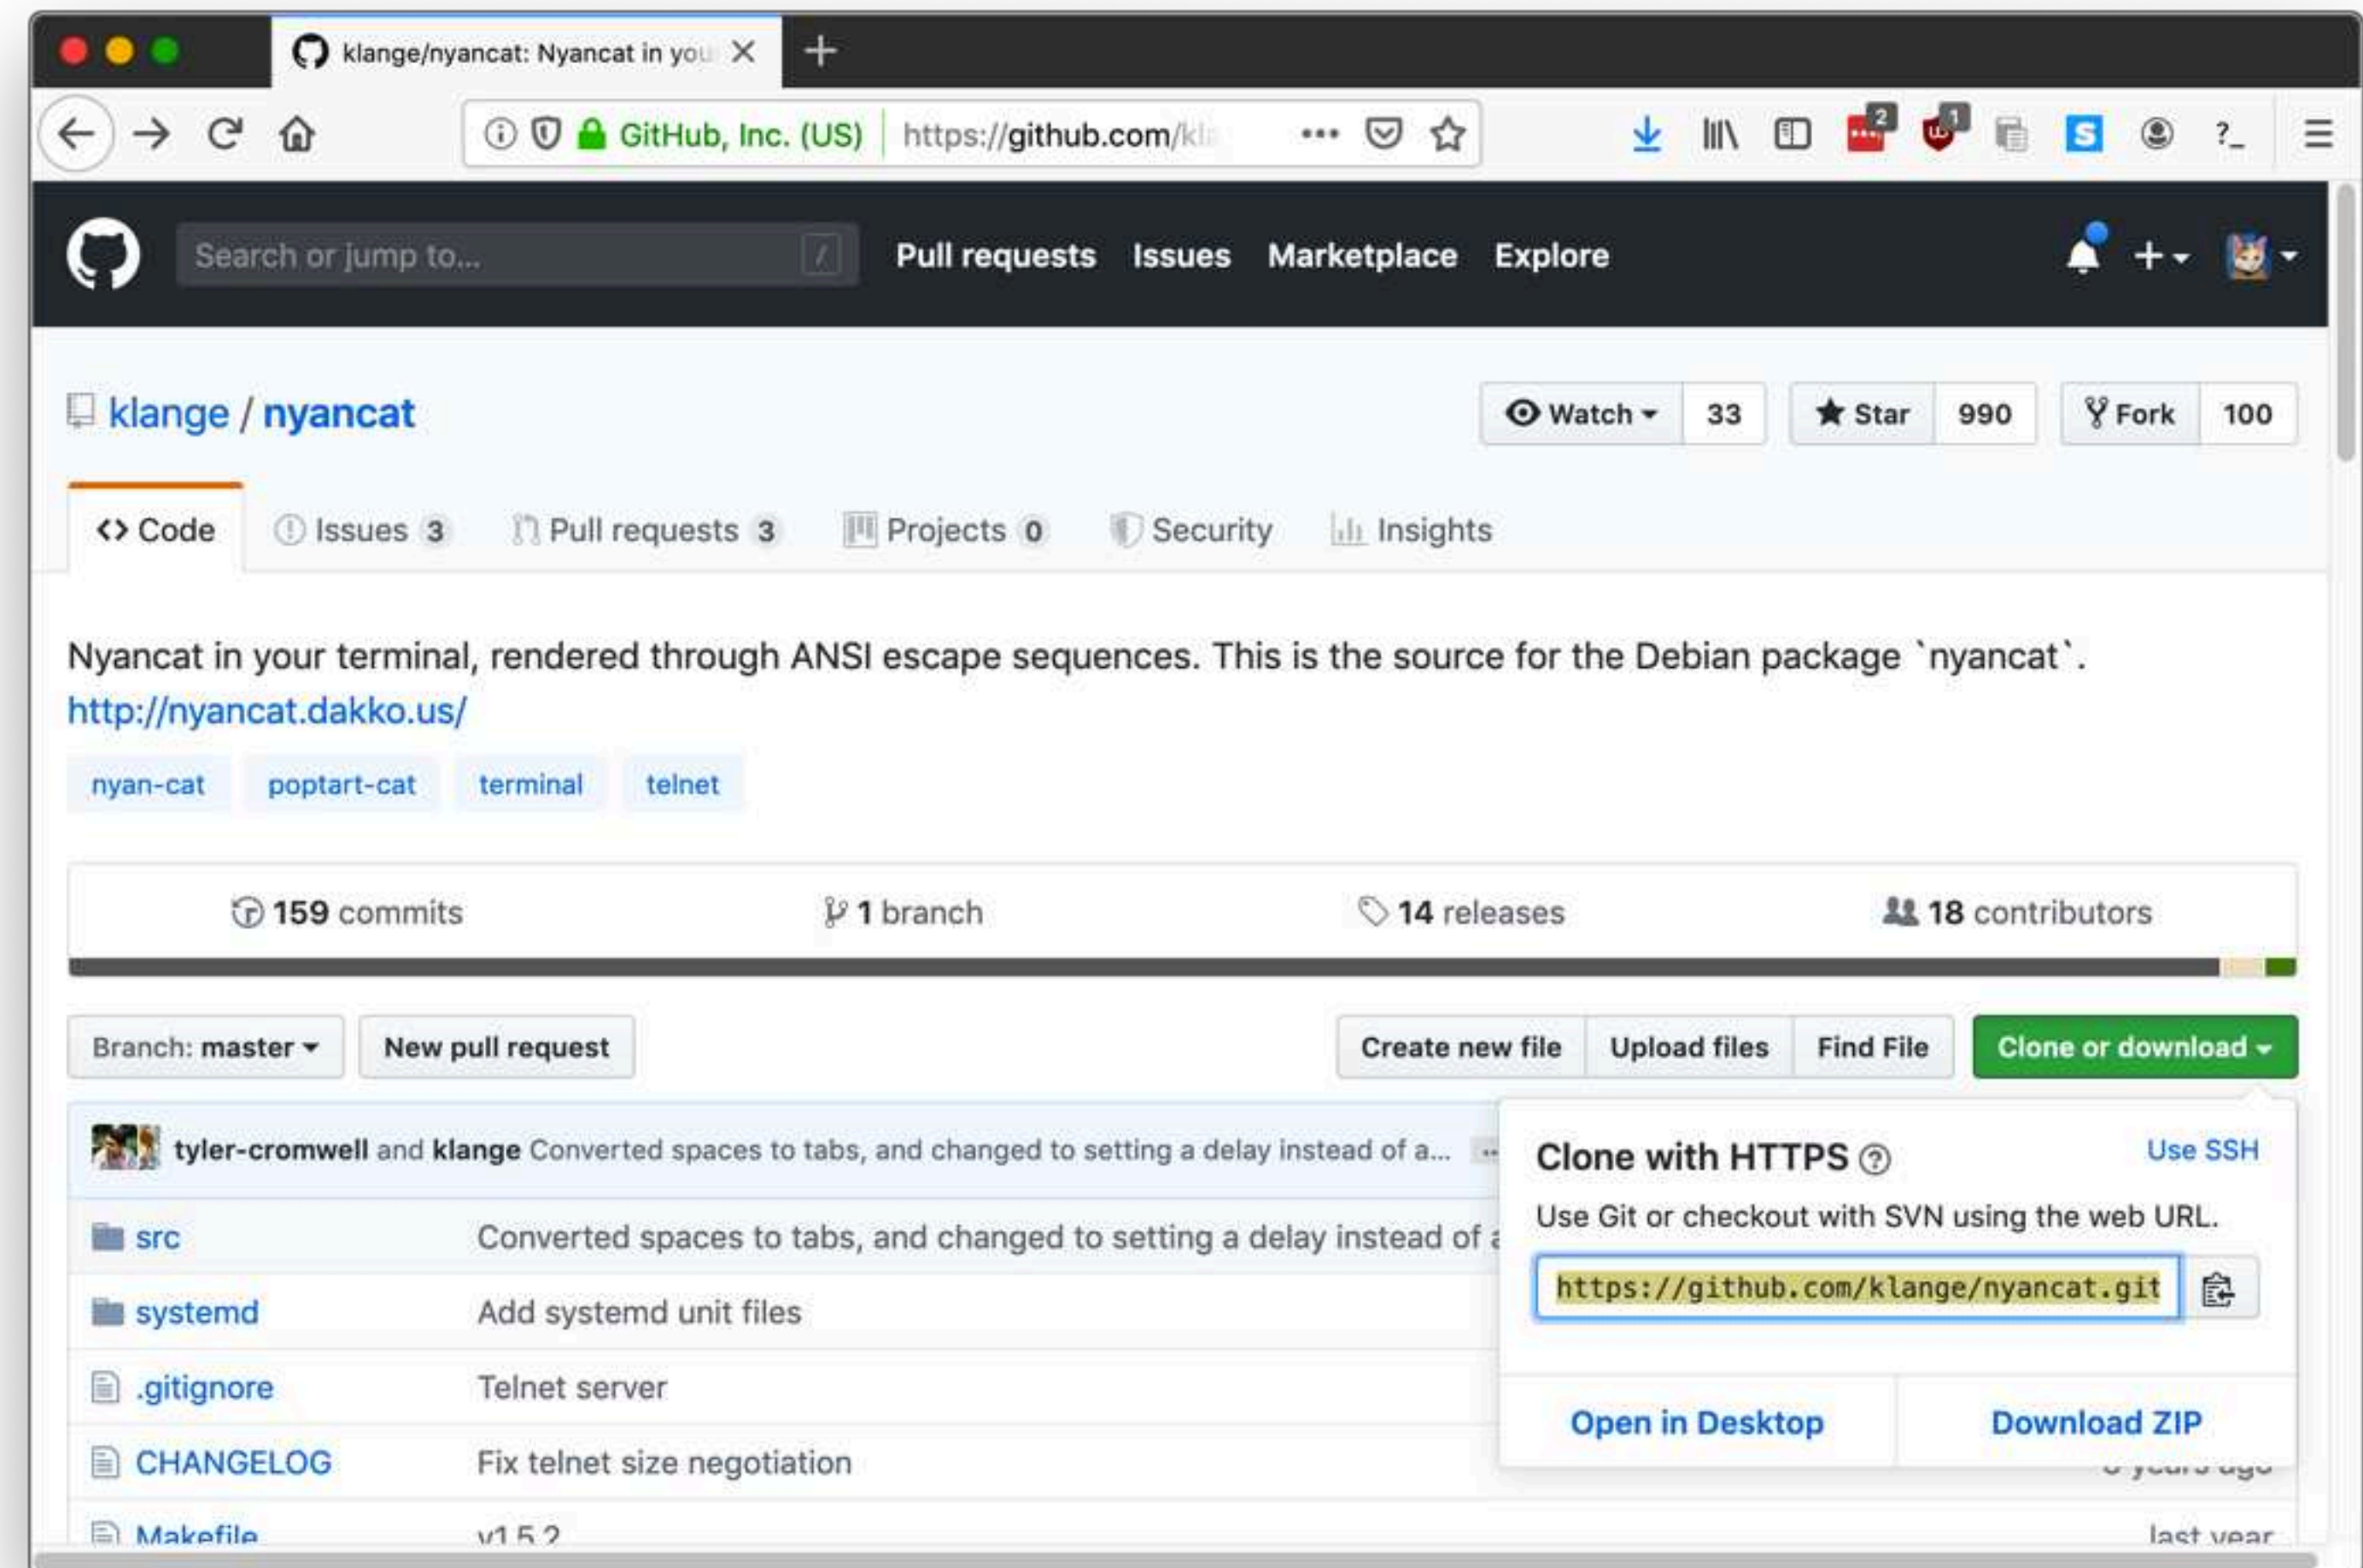 klange/nyancat: Nyancat in you
GitHub, Inc. (US) https://github.com/kla
2 1
S ?_
Search or jump to... / Pull requests Issues Marketplace Explore
klange / nyancat Watch 33 Star 990 Fork 100
<> Code Issues 3 Pull requests 3 Projects 0 Security Insights
Nyancat in your terminal, rendered through ANSI escape sequences. This is the source for the Debian package `nyancat`.
http://nyancat.dakko.us/
nyan-cat poptart-cat terminal telnet
159 commits 1 branch 14 releases 18 contributors
Branch: master New pull request Create new file Upload files Find File Clone or download
tyler-cromwell and klange Converted spaces to tabs, and changed to setting a delay instead of a...
Clone with HTTPS Use SSH
Use Git or checkout with SVN using the web URL.
https://github.com/klange/nyancat.git
Open in Desktop Download ZIP
src Converted spaces to tabs, and changed to setting a delay instead of
systemd Add systemd unit files
.gitignore Telnet server
CHANGELOG Fix telnet size negotiation years ago
Makefile v1.5.2 last year